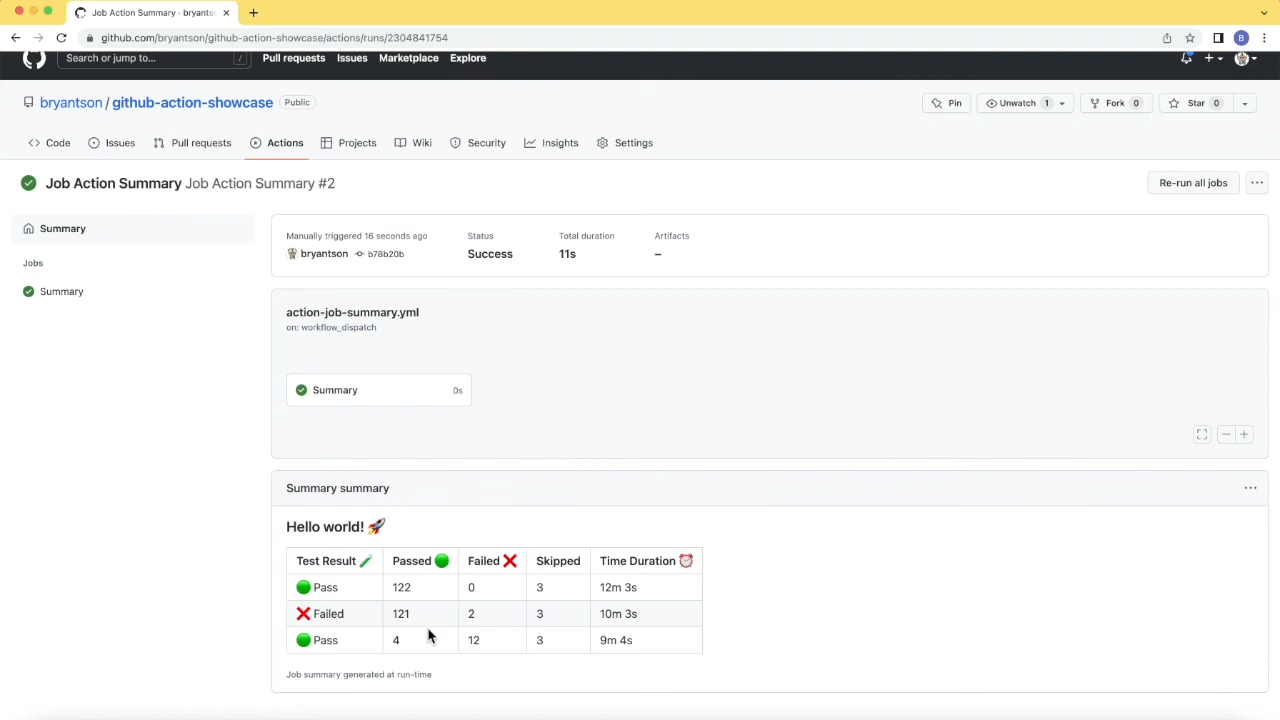 Job Action Summary · bryants
github.com/bryantson/github-action-showcase/actions/runs/2304841754
B
Search or jump to... / Pull requests Issues Marketplace Explore
bryantson / github-action-showcase Public Pin Unwatch 1 Fork 0 Star 0
Code Issues Pull requests Actions Projects Wiki Security Insights Settings
Job Action Summary Job Action Summary #2 Re-run all jobs
Summary
Jobs
Summary
Manually triggered 16 seconds ago Status Total duration Artifacts
bryantson b78b20b Success 11s –
action-job-summary.yml
on: workflow_dispatch
Summary 0s
Summary summary
Hello world! 🚀
Test Result 🧪 Passed 🟢 Failed ❌ Skipped Time Duration ⏰
🟢 Pass 122 0 3 12m 3s
❌ Failed 121 2 3 10m 3s
🟢 Pass 4 12 3 9m 4s
Job summary generated at run-time